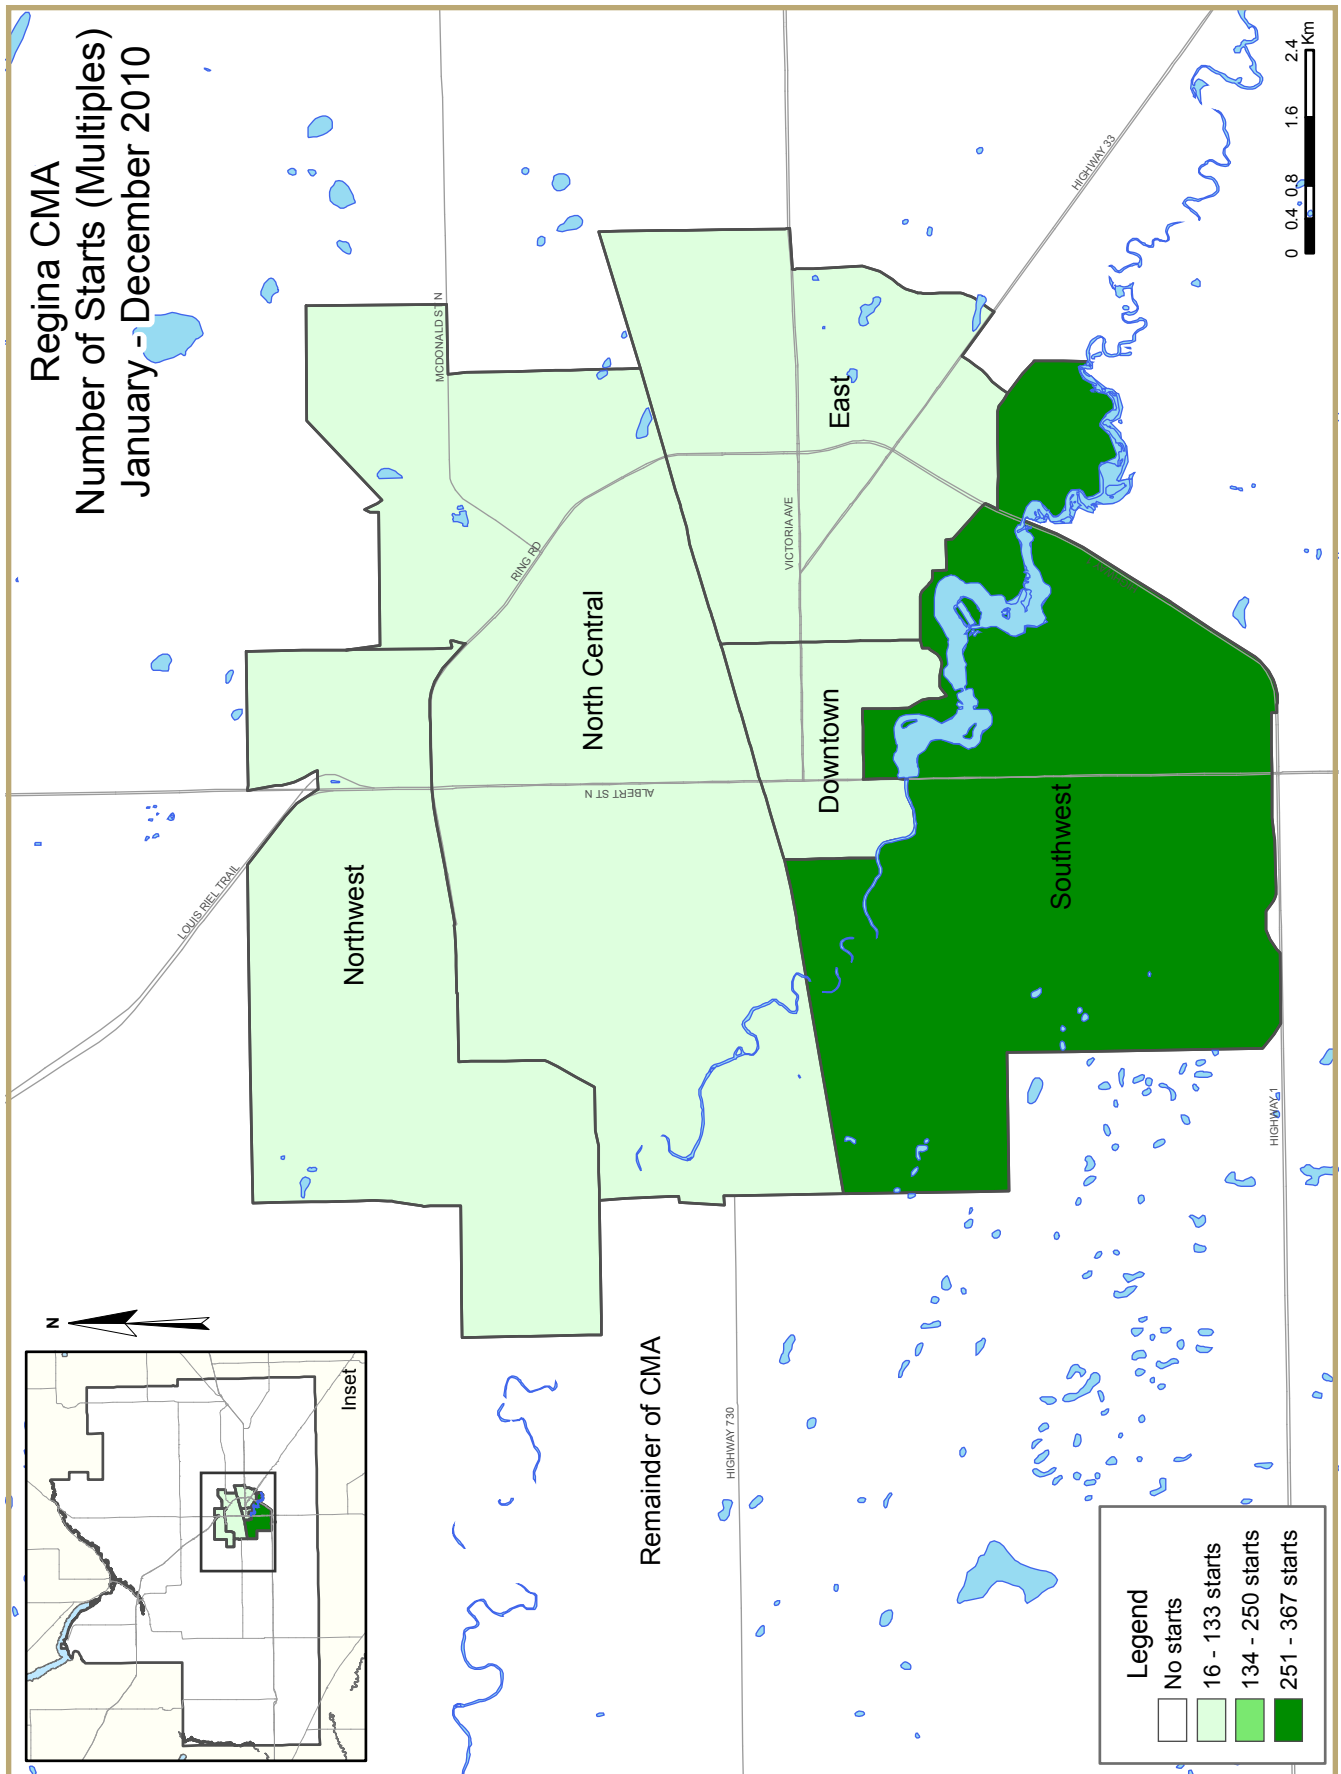 Regina CMA
Number of Starts (Multiples)
January - December 2010
N
Inset
LOUIS RIEL TRAIL
MCDONALD ST N
RING RD
Northwest
North Central
ALBERT ST N
Remainder of CMA
HIGHWAY 730
VICTORIA AVE
Downtown
East
Southwest
HIGHWAY 33
HIGHWAY 1
Legend
No starts
16 - 133 starts
134 - 250 starts
251 - 367 starts
0 0.4 0.8 1.6 2.4
Km